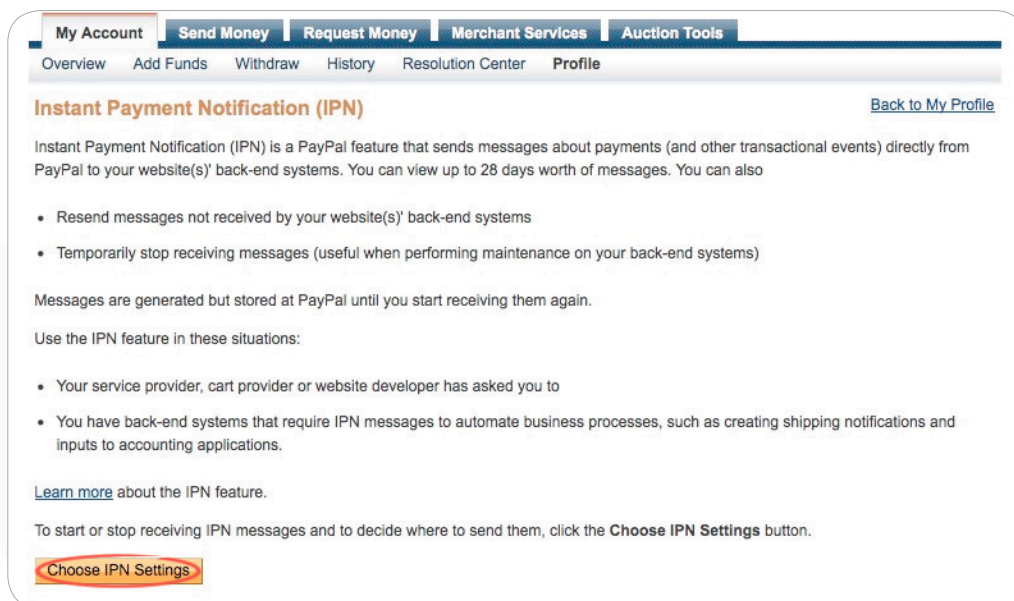 My Account Send Money Request Money Merchant Services Auction Tools
Overview Add Funds Withdraw History Resolution Center Profile
Instant Payment Notification (IPN) Back to My Profile
Instant Payment Notification (IPN) is a PayPal feature that sends messages about payments (and other transactional events) directly from
PayPal to your website(s)' back-end systems. You can view up to 28 days worth of messages. You can also
• Resend messages not received by your website(s)' back-end systems
• Temporarily stop receiving messages (useful when performing maintenance on your back-end systems)
Messages are generated but stored at PayPal until you start receiving them again.
Use the IPN feature in these situations:
• Your service provider, cart provider or website developer has asked you to
• You have back-end systems that require IPN messages to automate business processes, such as creating shipping notifications and
inputs to accounting applications.
Learn more about the IPN feature.
To start or stop receiving IPN messages and to decide where to send them, click the Choose IPN Settings button.
Choose IPN Settings